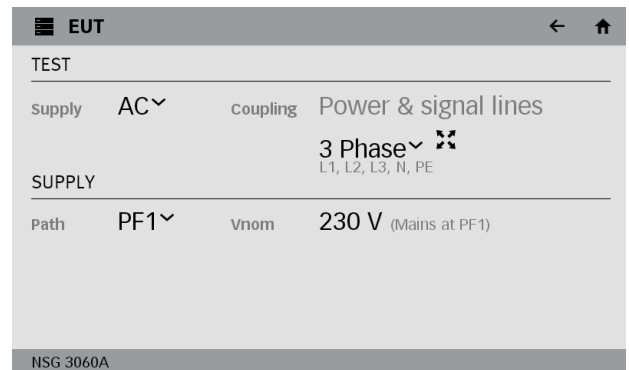 EUT
TEST
Supply AC Coupling Power & signal lines
3 Phase
L1, L2, L3, N, PE
SUPPLY
Path PF1 Vnom 230 V (Mains at PF1)
NSG 3060A